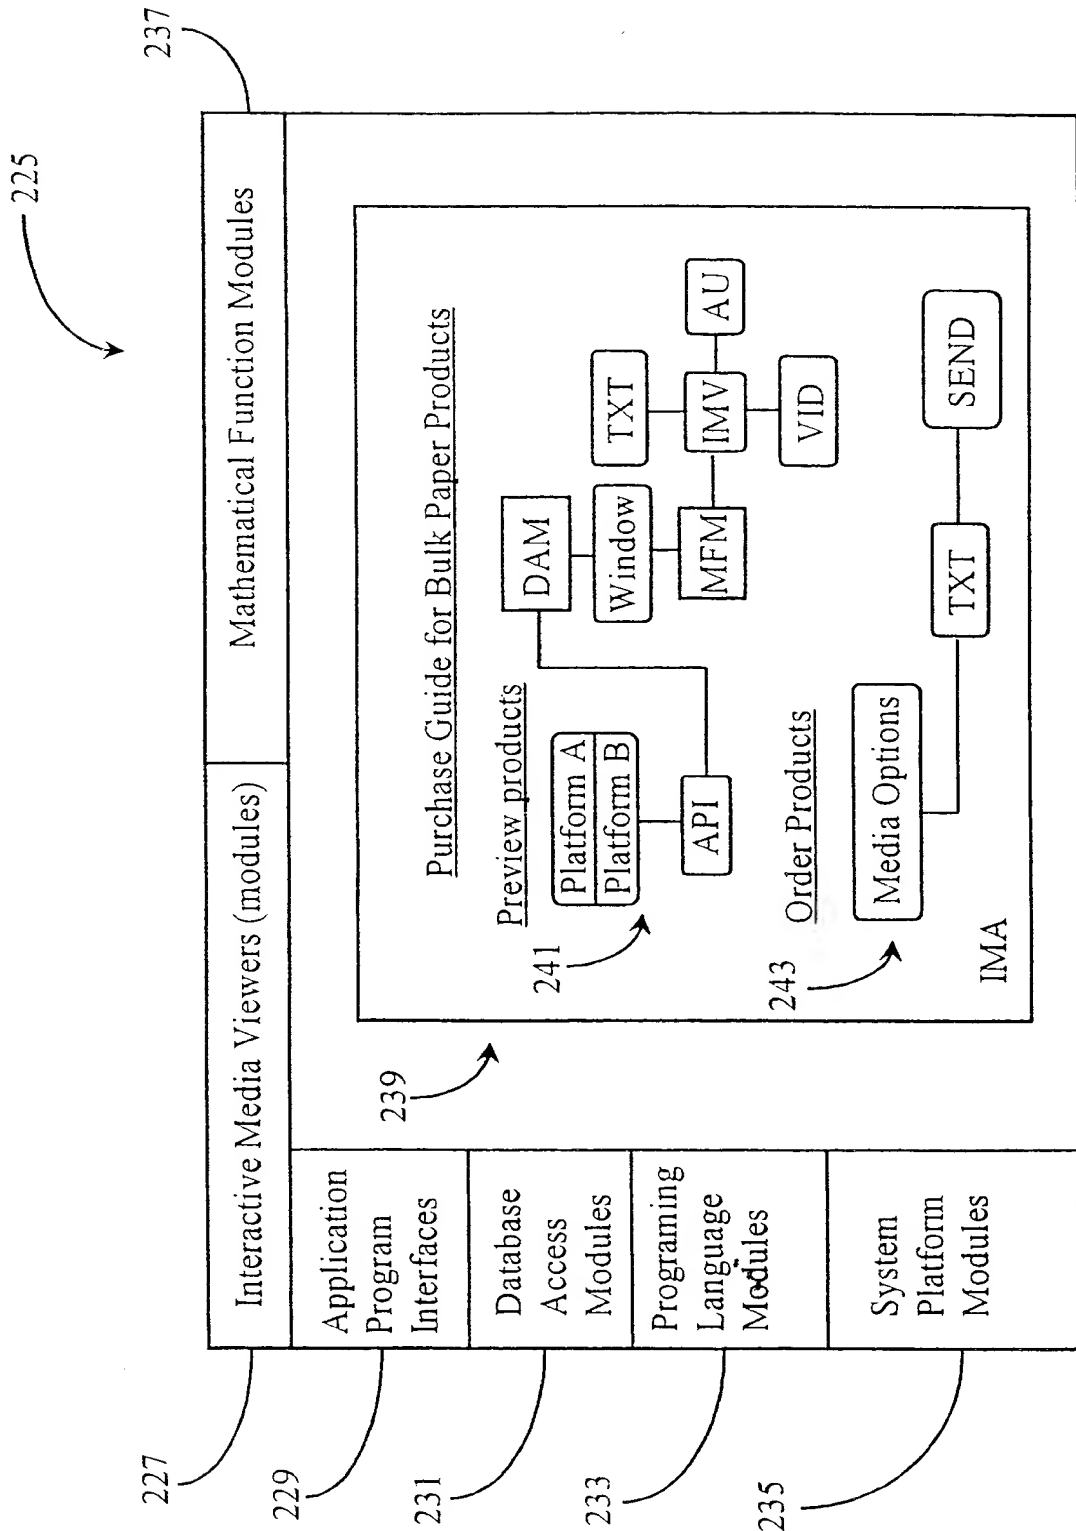 225
237
Interactive Media Viewers (modules)
Mathematical Function Modules
227
229
Application
Program
Interfaces
231
Database
Access
Modules
233
Programing
Language
Modules
235
System
Platform
Modules
239
Purchase Guide for Bulk Paper Products
Preview products
241
Platform A
Platform B
API
DAM
Window
MFM
TXT
IMV
AU
VID
Order Products
243
Media Options
TXT
SEND
IMA